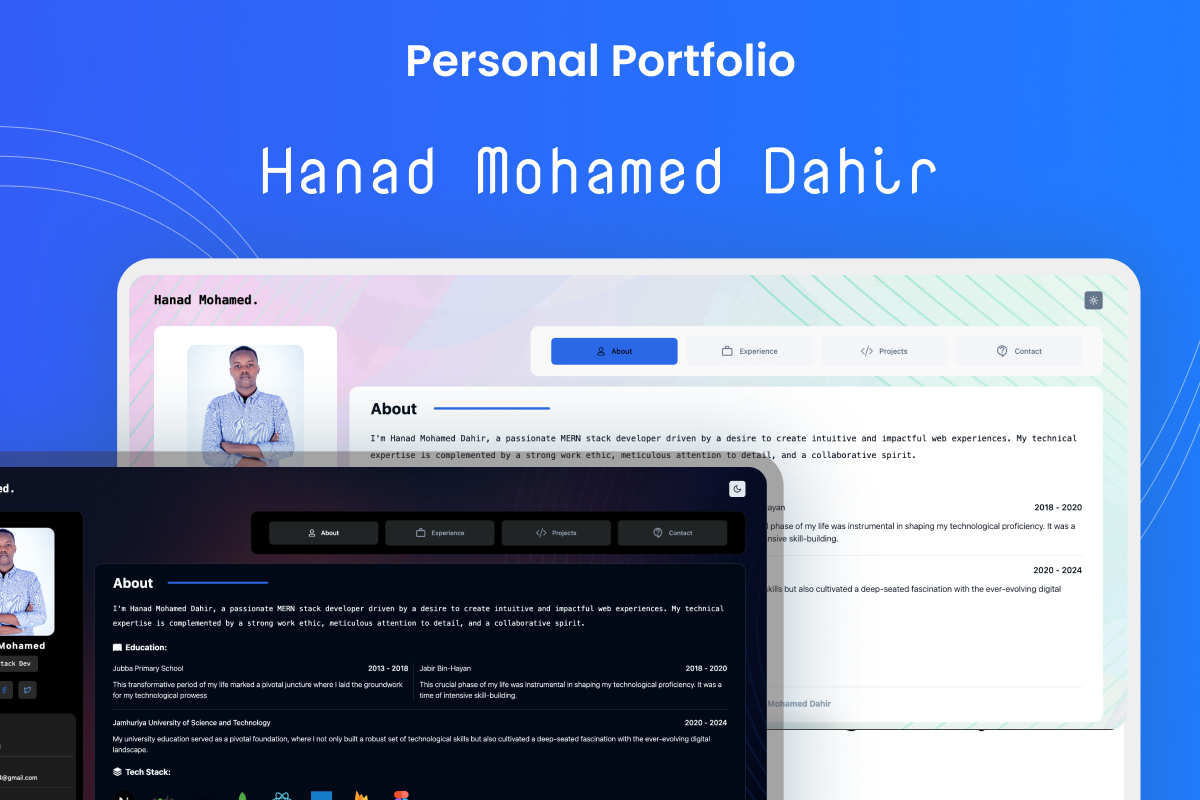 Personal Portfolio
Hanad Mohamed Dahir
Hanad Mohamed.
About
Experience
Projects
Contact
About
I'm Hanad Mohamed Dahir, a passionate MERN stack developer driven by a desire to create intuitive and impactful web experiences. My technical
expertise is complemented by a strong work ethic, meticulous attention to detail, and a collaborative spirit.
ayan
2018 - 2020
phase of my life was instrumental in shaping my technological proficiency. It was a
nsive skill-building.
2020 - 2024
kills but also cultivated a deep-seated fascination with the ever-evolving digital
Mohamed Dahir
ed.
About
Experience
Projects
Contact
Mohamed
tack Dev
4@gmail.com
About
I'm Hanad Mohamed Dahir, a passionate MERN stack developer driven by a desire to create intuitive and impactful web experiences. My technical
expertise is complemented by a strong work ethic, meticulous attention to detail, and a collaborative spirit.
Education:
Jubba Primary School
2013 - 2018
This transformative period of my life marked a pivotal juncture where I laid the groundwork
for my technological prowess
Jabir Bin-Hayan
2018 - 2020
This crucial phase of my life was instrumental in shaping my technological proficiency. It was a
time of intensive skill-building.
Jamhuriya University of Science and Technology
2020 - 2024
My university education served as a pivotal foundation, where I not only built a robust set of technological skills but also cultivated a deep-seated fascination with the ever-evolving digital
landscape.
Tech Stack: